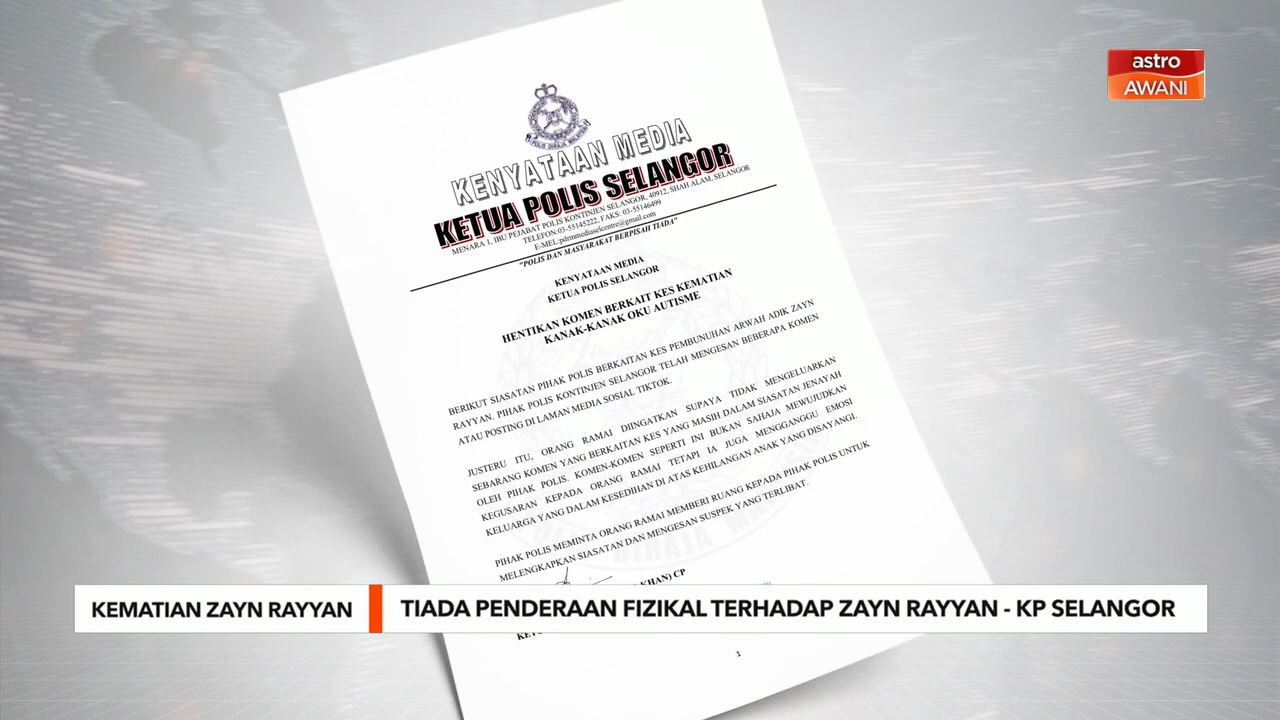 astro
AWANI
POLIS DIRAJA MALAYSIA
KENYATAAN MEDIA
KETUA POLIS SELANGOR
MENARA 1, IBU PEJABAT POLIS KONTINJEN SELANGOR, 40912, SHAH ALAM, SELANGOR
TELEFON:03-55145222, FAKS: 03-55146499
E-MEL:pdrmmediaselcentre@gmail.com
"POLIS DAN MASYARAKAT BERPISAH TIADA"
KENYATAAN MEDIA
KETUA POLIS SELANGOR
HENTIKAN KOMEN BERKAIT KES KEMATIAN
KANAK-KANAK OKU AUTISME
BERIKUT SIASATAN PIHAK POLIS BERKAITAN KES PEMBUNUHAN ARWAH ADIK ZAYN
RAYYAN. PIHAK POLIS KONTINJEN SELANGOR TELAH MENGESAN BEBERAPA KOMEN
ATAU POSTING DI LAMAN MEDIA SOSIAL TIKTOK.
JUSTERU ITU, ORANG RAMAI DIINGATKAN SUPAYA TIDAK MENGELUARKAN
SEBARANG KOMEN YANG BERKAITAN KES YANG MASIH DALAM SIASATAN JENAYAH
OLEH PIHAK POLIS. KOMEN-KOMEN SEPERTI INI BUKAN SAHAJA MEWUJUDKAN
KEGUSARAN KEPADA ORANG RAMAI TETAPI IA JUGA MENGGANGGU EMOSI
KELUARGA YANG DALAM KESEDIHAN DI ATAS KEHILANGAN ANAK YANG DISAYANGI.
PIHAK POLIS MEMINTA ORANG RAMAI MEMBERI RUANG KEPADA PIHAK POLIS UNTUK
MELENGKAPKAN SIASATAN DAN MENGESAN SUSPEK YANG TERLIBAT.
KHAN) CP
KEMATIAN ZAYN RAYYAN
TIADA PENDERAAN FIZIKAL TERHADAP ZAYN RAYYAN - KP SELANGOR
1